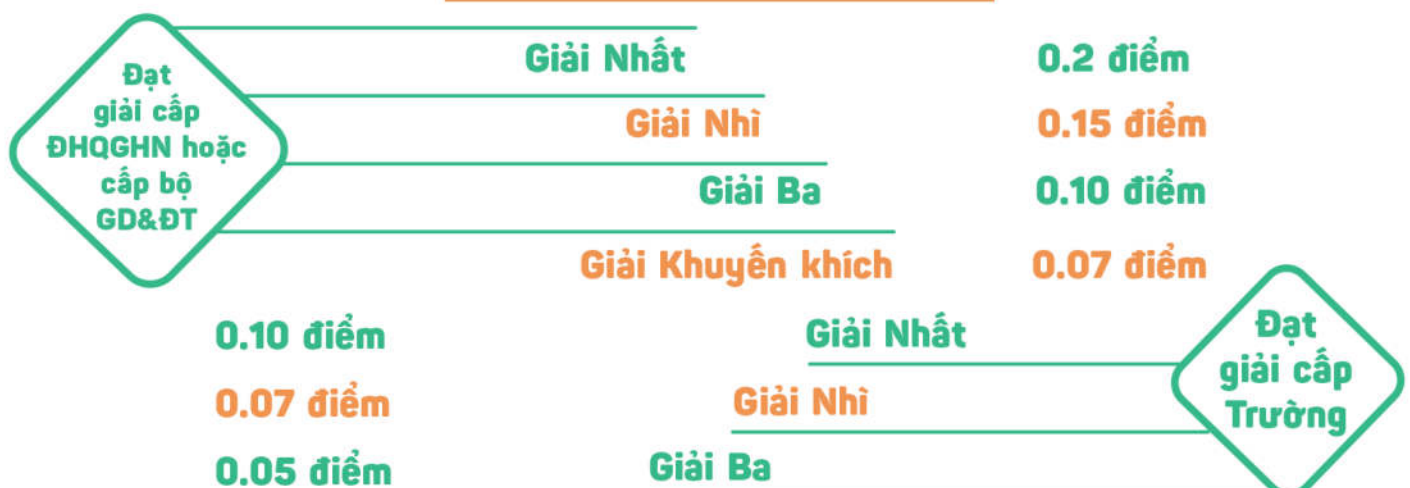 Đạt
giải cấp
ĐHQGHN hoặc
cấp bộ
GD&ĐT
Giải Nhất 0.2 điểm
Giải Nhì 0.15 điểm
Giải Ba 0.10 điểm
Giải Khuyến khích 0.07 điểm
Đạt
giải cấp
Trường
0.10 điểm Giải Nhất
0.07 điểm Giải Nhì
0.05 điểm Giải Ba